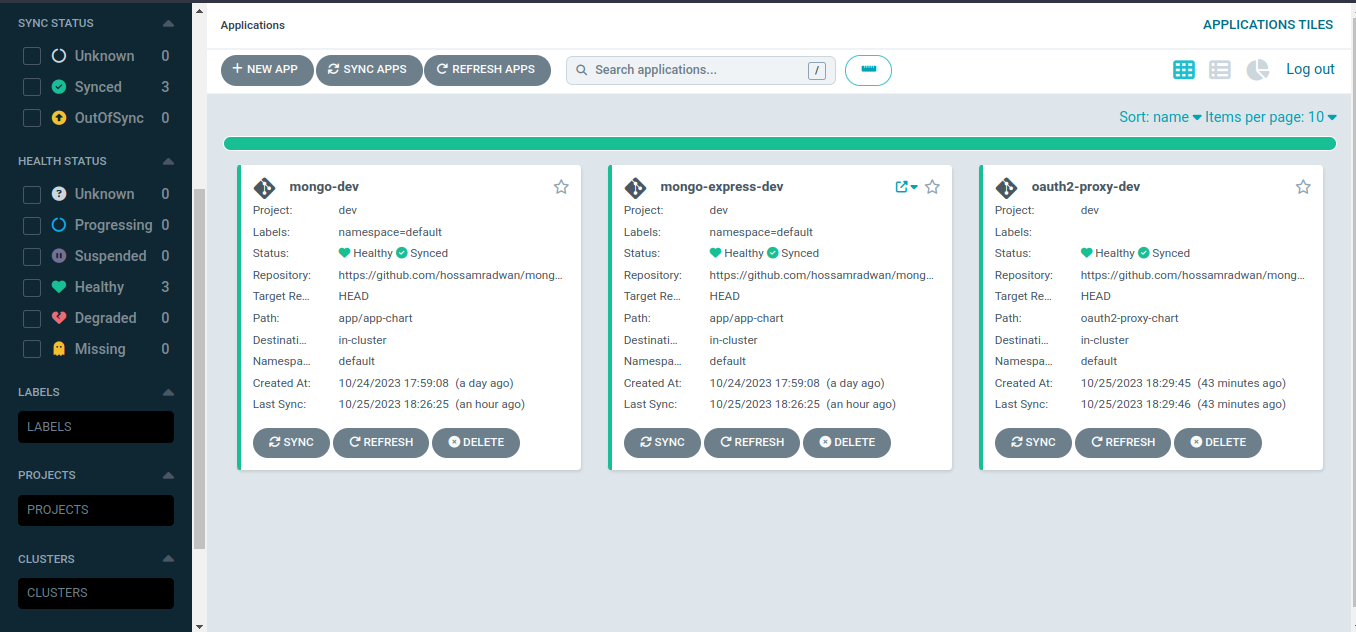 SYNC STATUS
Unknown 0
Synced 3
OutOfSync 0
HEALTH STATUS
Unknown 0
Progressing 0
Suspended 0
Healthy 3
Degraded 0
Missing 0
LABELS
LABELS
PROJECTS
PROJECTS
CLUSTERS
CLUSTERS
Applications
APPLICATIONS TILES
+ NEW APP SYNC APPS REFRESH APPS Search applications... / Log out
Sort: name Items per page: 10
mongo-dev
Project: dev
Labels: namespace=default
Status: Healthy Synced
Repository: https://github.com/hossamradwan/mong...
Target Re... HEAD
Path: app/app-chart
Destinati... in-cluster
Namespa... default
Created At: 10/24/2023 17:59:08 (a day ago)
Last Sync: 10/25/2023 18:26:25 (an hour ago)
SYNC REFRESH DELETE
mongo-express-dev
Project: dev
Labels: namespace=default
Status: Healthy Synced
Repository: https://github.com/hossamradwan/mong...
Target Re... HEAD
Path: app/app-chart
Destinati... in-cluster
Namespa... default
Created At: 10/24/2023 17:59:08 (a day ago)
Last Sync: 10/25/2023 18:26:25 (an hour ago)
SYNC REFRESH DELETE
oauth2-proxy-dev
Project: dev
Labels:
Status: Healthy Synced
Repository: https://github.com/hossamradwan/mong...
Target Re... HEAD
Path: oauth2-proxy-chart
Destinati... in-cluster
Namespa... default
Created At: 10/25/2023 18:29:45 (43 minutes ago)
Last Sync: 10/25/2023 18:29:46 (43 minutes ago)
SYNC REFRESH DELETE